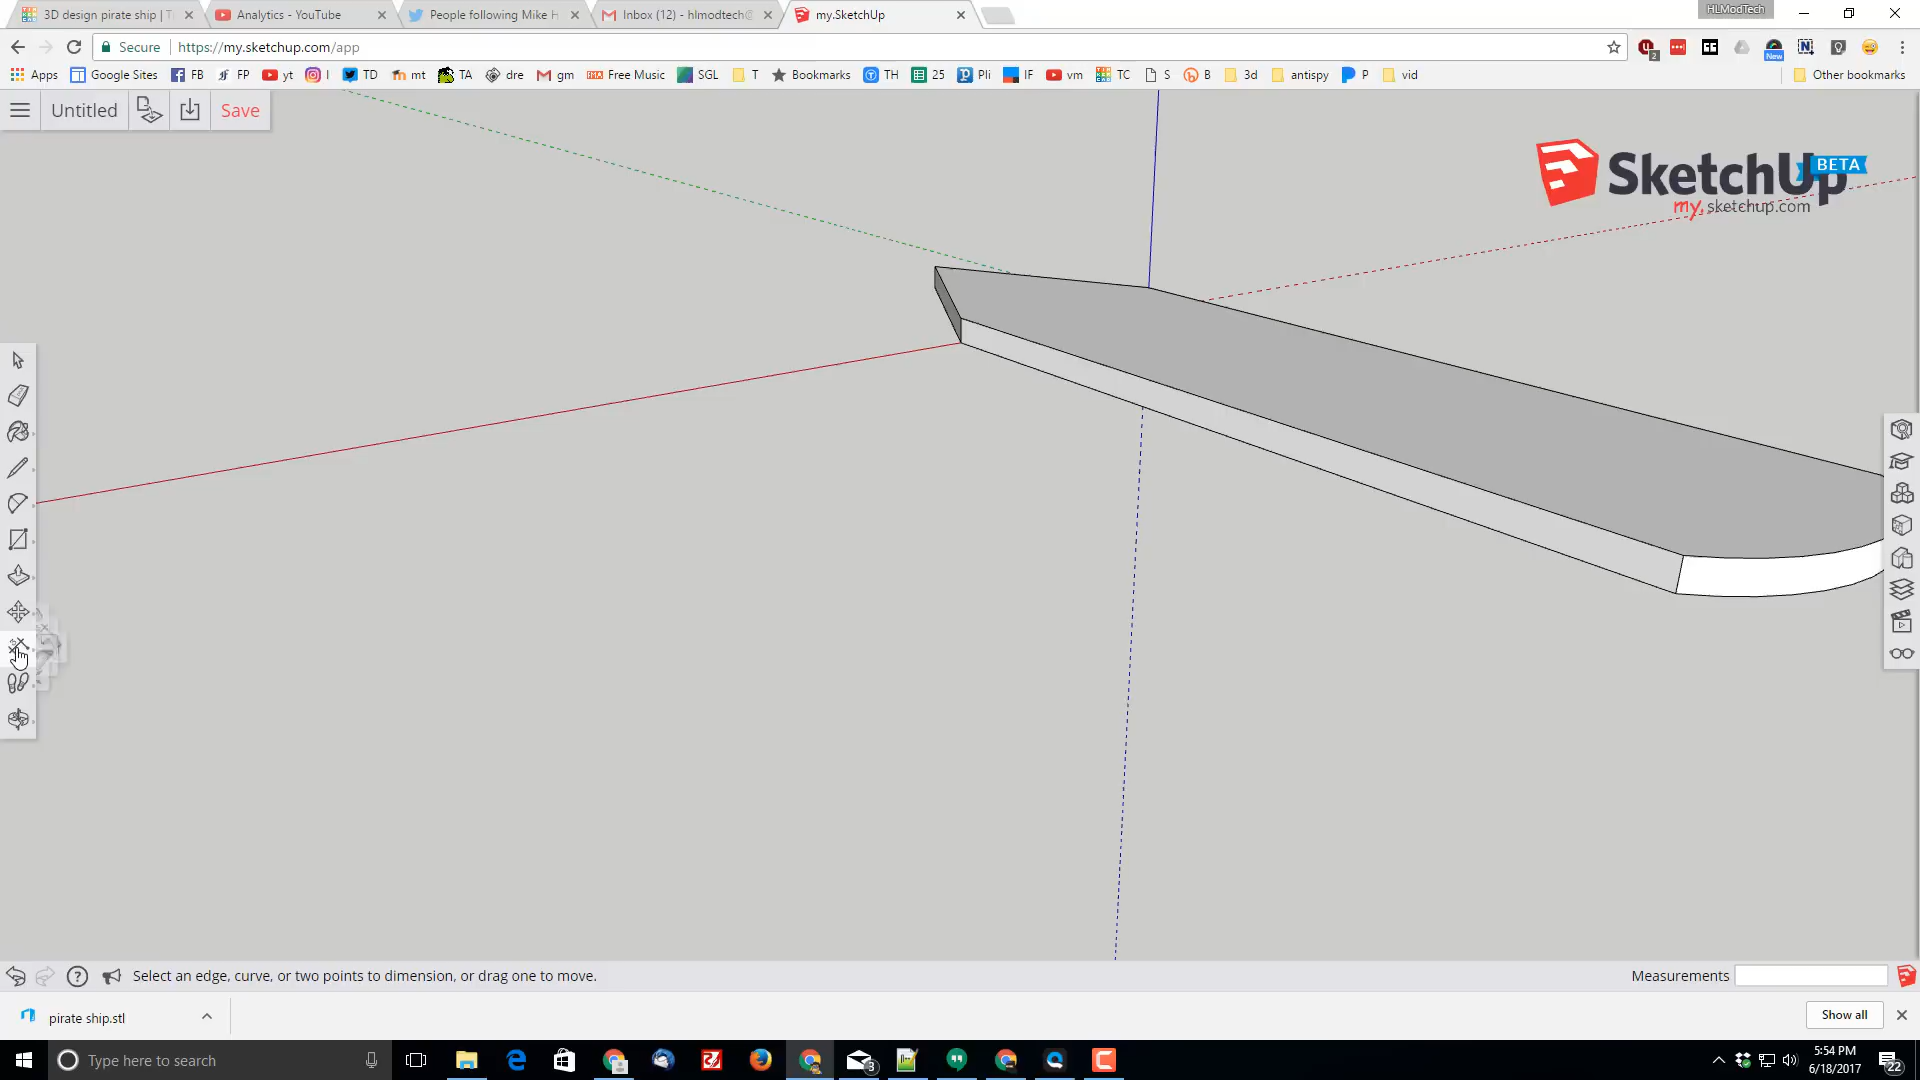 3D design pirate ship | T
Analytics - YouTube
People following Mike H
Inbox (12) - hlmodtech@
my.SketchUp
HLModTech
Secure
https://my.sketchup.com/app
2
New
Apps
Google Sites
FB
FP
yt
I
TD
mt
TA
dre
gm
Free Music
SGL
T
Bookmarks
TH
25
Pli
IF
vm
TC
S
B
3d
antispy
P
vid
Other bookmarks
Untitled
Save
SketchUp
BETA
my.sketchup.com
Select an edge, curve, or two points to dimension, or drag one to move.
Measurements
pirate ship.stl
Show all
Type here to search
3
5:54 PM
6/18/2017
22